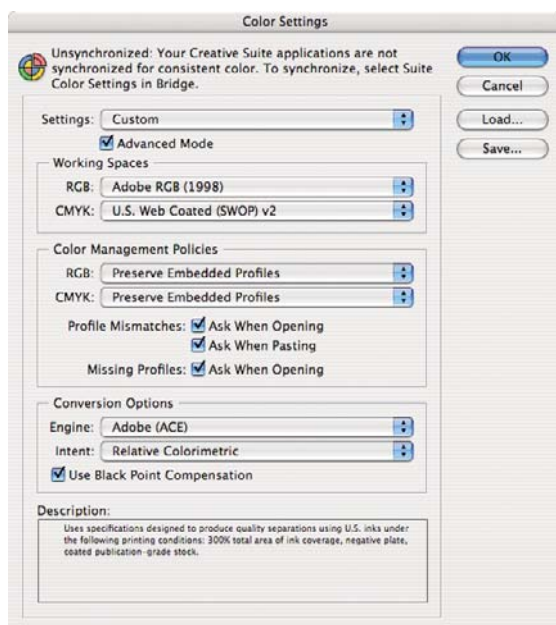 Color Settings
Unsynchronized: Your Creative Suite applications are not
synchronized for consistent color. To synchronize, select Suite
Color Settings in Bridge.
OK
Cancel
Load...
Save...
Settings: Custom
Advanced Mode
Working Spaces
RGB: Adobe RGB (1998)
CMYK: U.S. Web Coated (SWOP) v2
Color Management Policies
RGB: Preserve Embedded Profiles
CMYK: Preserve Embedded Profiles
Profile Mismatches: Ask When Opening
Ask When Pasting
Missing Profiles: Ask When Opening
Conversion Options
Engine: Adobe (ACE)
Intent: Relative Colorimetric
Use Black Point Compensation
Description:
Uses specifications designed to produce quality separations using U.S. inks under
the following printing conditions: 300% total area of ink coverage, negative plate,
coated publication-grade stock.